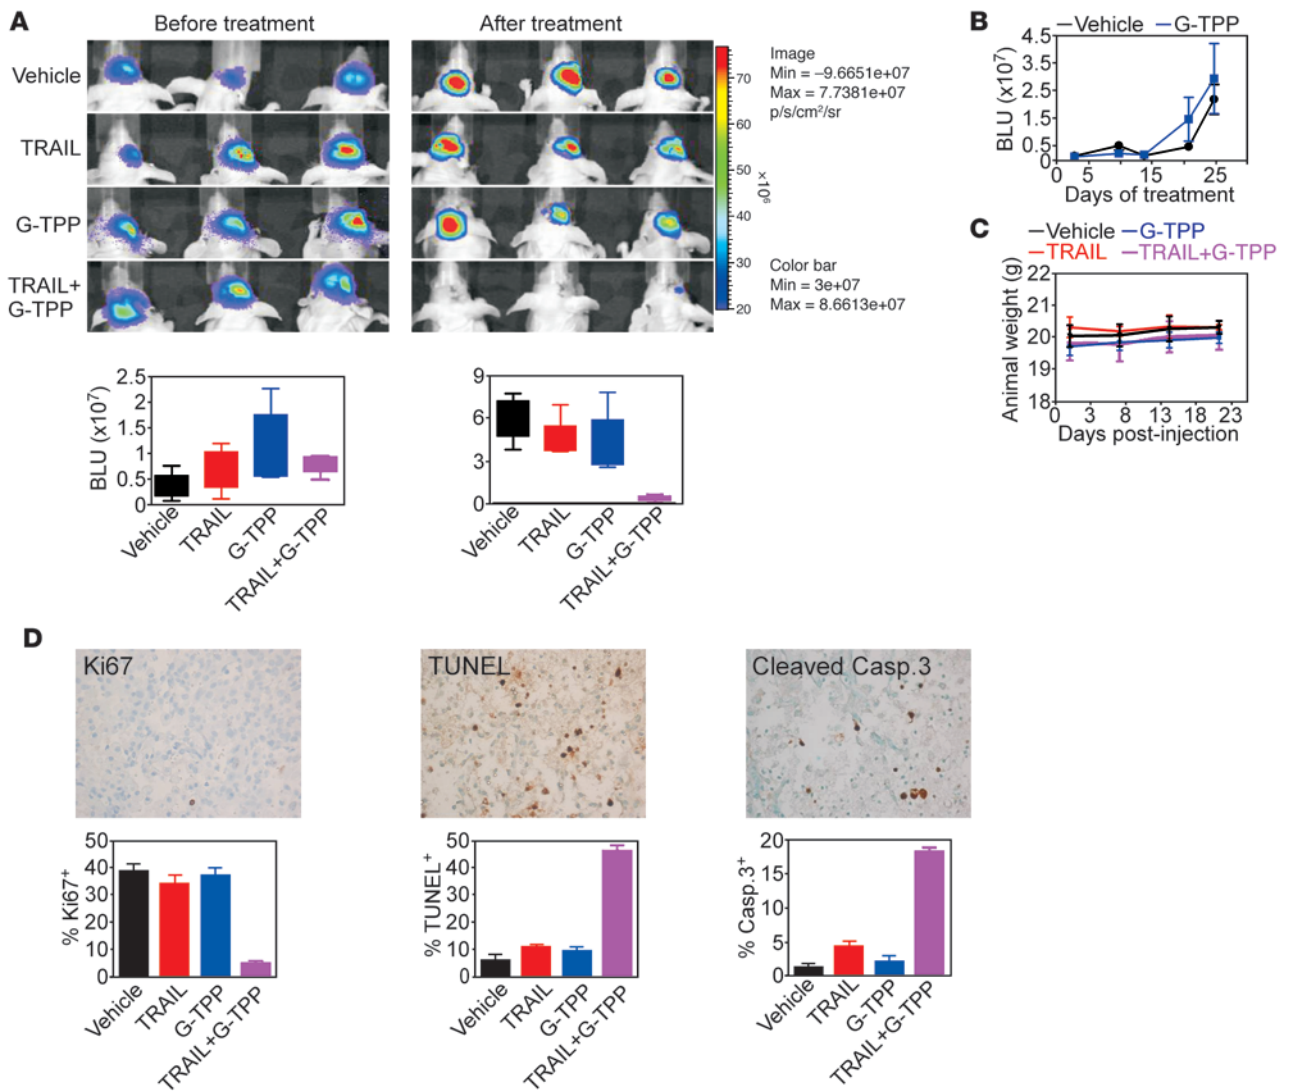 A
Before treatment
After treatment
Vehicle
TRAIL
G-TPP
TRAIL+
G-TPP
70
60
50
40
30
20
×10⁶
Image
Min = –9.6651e+07
Max = 7.7381e+07
p/s/cm²/sr
Color bar
Min = 3e+07
Max = 8.6613e+07
BLU (x10⁷)
2.5
2
1.5
1
0.5
0
Vehicle
TRAIL
G-TPP
TRAIL+G-TPP
9
6
3
0
Vehicle
TRAIL
G-TPP
TRAIL+G-TPP
B
Vehicle G-TPP
BLU (x10⁷)
4.5
3.5
2.5
1.5
0.5
0
0 5 15 25
Days of treatment
C
Vehicle G-TPP
TRAIL TRAIL+G-TPP
Animal weight (g)
22
21
20
19
18
0 3 8 13 18 23
Days post-injection
D
Ki67
% Ki67⁺
50
40
30
20
10
0
Vehicle
TRAIL
G-TPP
TRAIL+G-TPP
TUNEL
% TUNEL⁺
50
40
30
20
10
0
Vehicle
TRAIL
G-TPP
TRAIL+G-TPP
Cleaved Casp.3
% Casp.3⁺
20
15
10
5
0
Vehicle
TRAIL
G-TPP
TRAIL+G-TPP